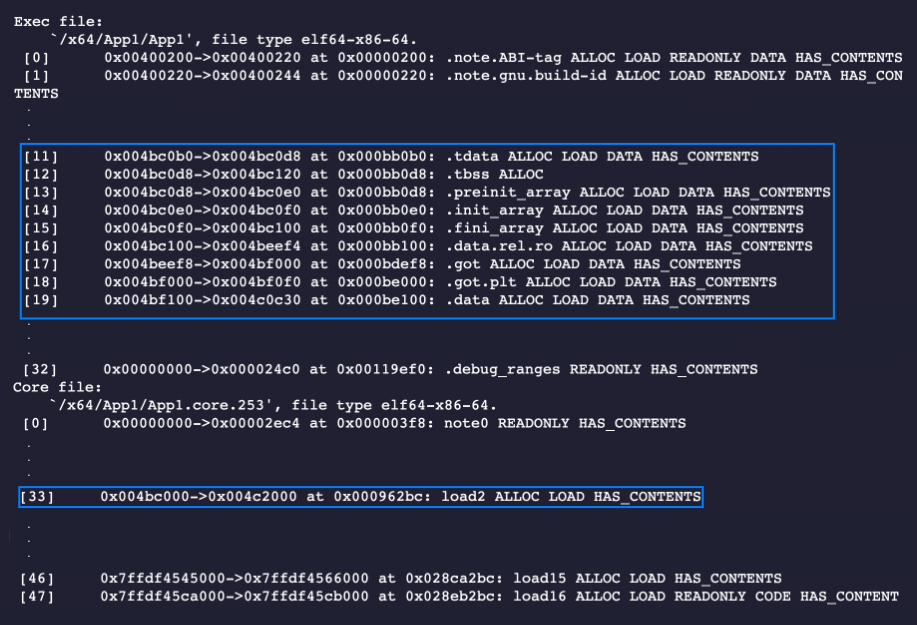 Exec file:
`/x64/App1/App1', file type elf64-x86-64.
[0] 0x00400200->0x00400220 at 0x00000200: .note.ABI-tag ALLOC LOAD READONLY DATA HAS_CONTENTS
[1] 0x00400220->0x00400244 at 0x00000220: .note.gnu.build-id ALLOC LOAD READONLY DATA HAS_CON
TENTS
.
.
.
[11] 0x004bc0b0->0x004bc0d8 at 0x000bb0b0: .tdata ALLOC LOAD DATA HAS_CONTENTS
[12] 0x004bc0d8->0x004bc120 at 0x000bb0d8: .tbss ALLOC
[13] 0x004bc0d8->0x004bc0e0 at 0x000bb0d8: .preinit_array ALLOC LOAD DATA HAS_CONTENTS
[14] 0x004bc0e0->0x004bc0f0 at 0x000bb0e0: .init_array ALLOC LOAD DATA HAS_CONTENTS
[15] 0x004bc0f0->0x004bc100 at 0x000bb0f0: .fini_array ALLOC LOAD DATA HAS_CONTENTS
[16] 0x004bc100->0x004beef4 at 0x000bb100: .data.rel.ro ALLOC LOAD DATA HAS_CONTENTS
[17] 0x004beef8->0x004bf000 at 0x000bdef8: .got ALLOC LOAD DATA HAS_CONTENTS
[18] 0x004bf000->0x004bf0f0 at 0x000be000: .got.plt ALLOC LOAD DATA HAS_CONTENTS
[19] 0x004bf100->0x004c0c30 at 0x000be100: .data ALLOC LOAD DATA HAS_CONTENTS
.
.
.
[32] 0x00000000->0x000024c0 at 0x00119ef0: .debug_ranges READONLY HAS_CONTENTS
Core file:
`/x64/App1/App1.core.253', file type elf64-x86-64.
[0] 0x00000000->0x00002ec4 at 0x000003f8: note0 READONLY HAS_CONTENTS
.
.
.
[33] 0x004bc000->0x004c2000 at 0x000962bc: load2 ALLOC LOAD HAS_CONTENTS
.
.
.
[46] 0x7ffdf4545000->0x7ffdf4566000 at 0x028ca2bc: load15 ALLOC LOAD HAS_CONTENTS
[47] 0x7ffdf45ca000->0x7ffdf45cb000 at 0x028eb2bc: load16 ALLOC LOAD READONLY CODE HAS_CONTENT